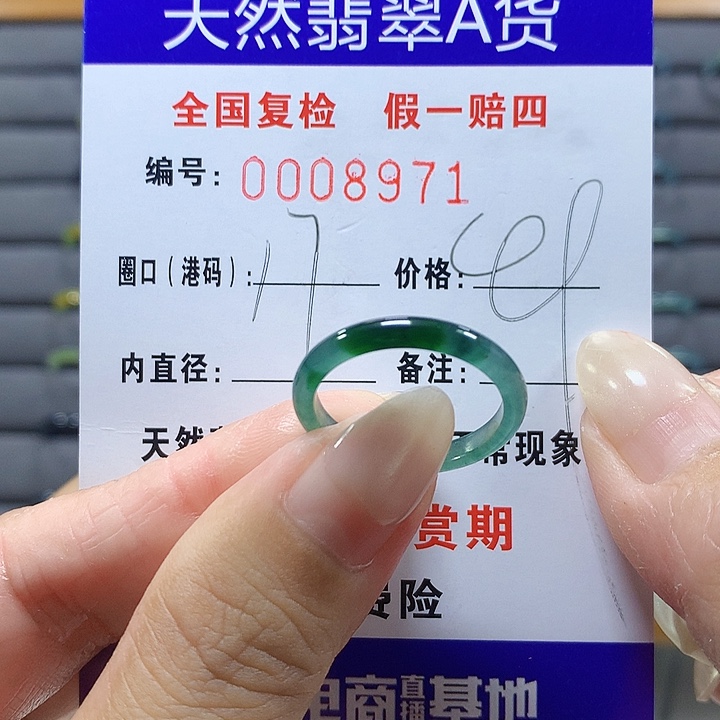 天然翡翠A货
全国复检 假一赔四
编号: 0008971
圈口(港码): 17 价格:
内直径: 备注:
天然 常现象
赏期
费险
电商直播基地